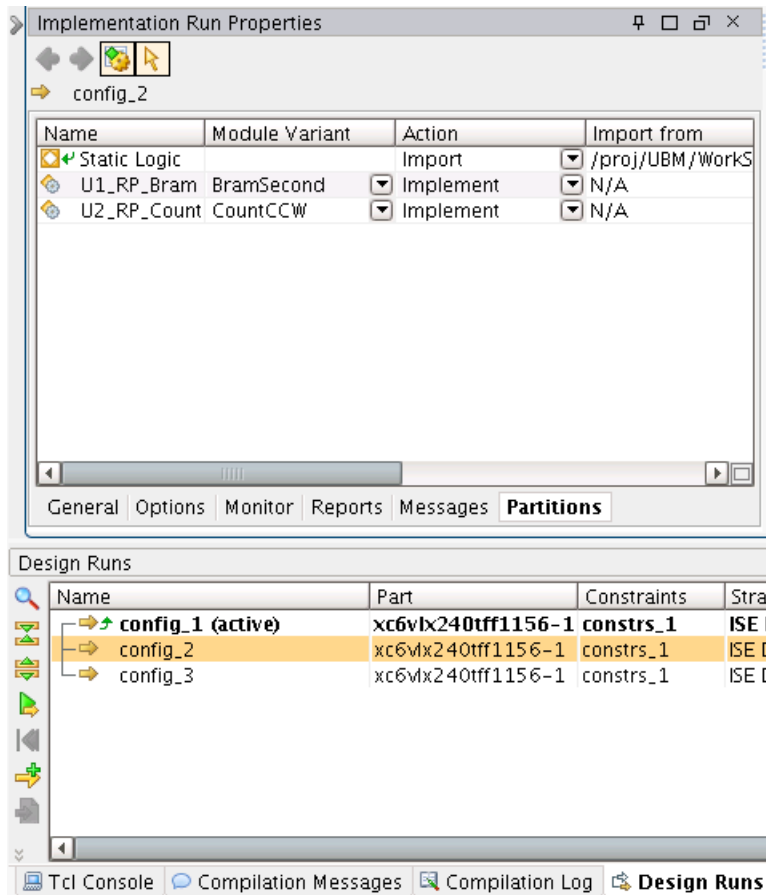 Implementation Run Properties
config_2
Name Module Variant Action Import from
Static Logic Import /proj/UBM/WorkS
U1_RP_Bram BramSecond Implement N/A
U2_RP_Count CountCCW Implement N/A
General Options Monitor Reports Messages Partitions
Design Runs
Name Part Constraints Stra
config_1 (active) xc6vlx240tff1156-1 constrs_1 ISE
config_2 xc6vlx240tff1156-1 constrs_1 ISE D
config_3 xc6vlx240tff1156-1 constrs_1 ISE D
Tcl Console Compilation Messages Compilation Log Design Runs